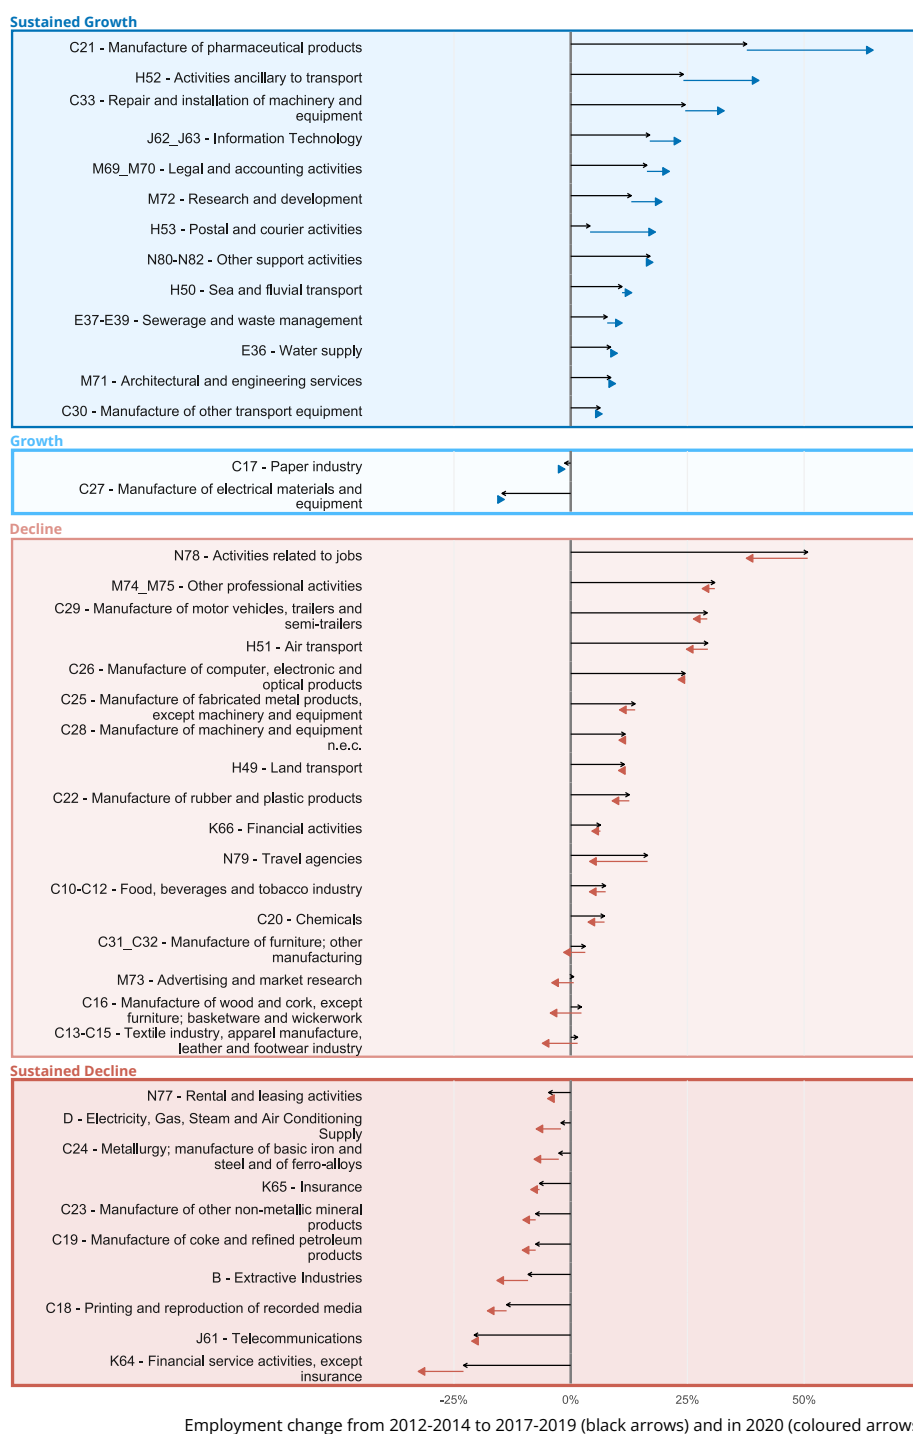 Sustained Growth
C21 - Manufacture of pharmaceutical products
H52 - Activities ancillary to transport
C33 - Repair and installation of machinery and
equipment
J62_J63 - Information Technology
M69_M70 - Legal and accounting activities
M72 - Research and development
H53 - Postal and courier activities
N80-N82 - Other support activities
H50 - Sea and fluvial transport
E37-E39 - Sewerage and waste management
E36 - Water supply
M71 - Architectural and engineering services
C30 - Manufacture of other transport equipment
Growth
C17 - Paper industry
C27 - Manufacture of electrical materials and
equipment
Decline
N78 - Activities related to jobs
M74_M75 - Other professional activities
C29 - Manufacture of motor vehicles, trailers and
semi-trailers
H51 - Air transport
C26 - Manufacture of computer, electronic and
optical products
C25 - Manufacture of fabricated metal products,
except machinery and equipment
C28 - Manufacture of machinery and equipment
n.e.c.
H49 - Land transport
C22 - Manufacture of rubber and plastic products
K66 - Financial activities
N79 - Travel agencies
C10-C12 - Food, beverages and tobacco industry
C20 - Chemicals
C31_C32 - Manufacture of furniture; other
manufacturing
M73 - Advertising and market research
C16 - Manufacture of wood and cork, except
furniture; basketware and wickerwork
C13-C15 - Textile industry, apparel manufacture,
leather and footwear industry
Sustained Decline
N77 - Rental and leasing activities
D - Electricity, Gas, Steam and Air Conditioning
Supply
C24 - Metallurgy; manufacture of basic iron and
steel and of ferro-alloys
K65 - Insurance
C23 - Manufacture of other non-metallic mineral
products
C19 - Manufacture of coke and refined petroleum
products
B - Extractive Industries
C18 - Printing and reproduction of recorded media
J61 - Telecommunications
K64 - Financial service activities, except
insurance
-25% 0% 25% 50%
Employment change from 2012-2014 to 2017-2019 (black arrows) and in 2020 (coloured arrows